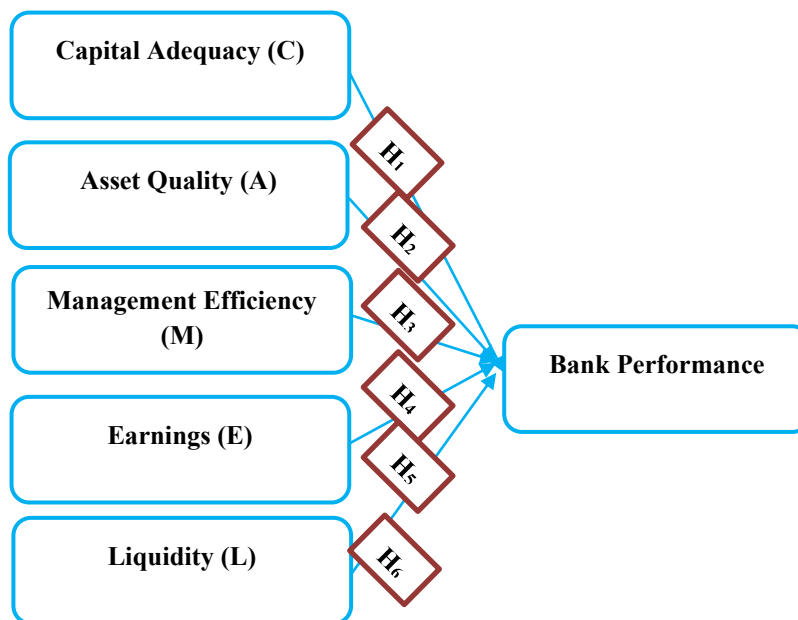 Capital Adequacy (C)
H₁
Asset Quality (A)
H₂
Management Efficiency
(M)
H₃
Bank Performance
H₄
Earnings (E)
H₅
Liquidity (L)
H₆